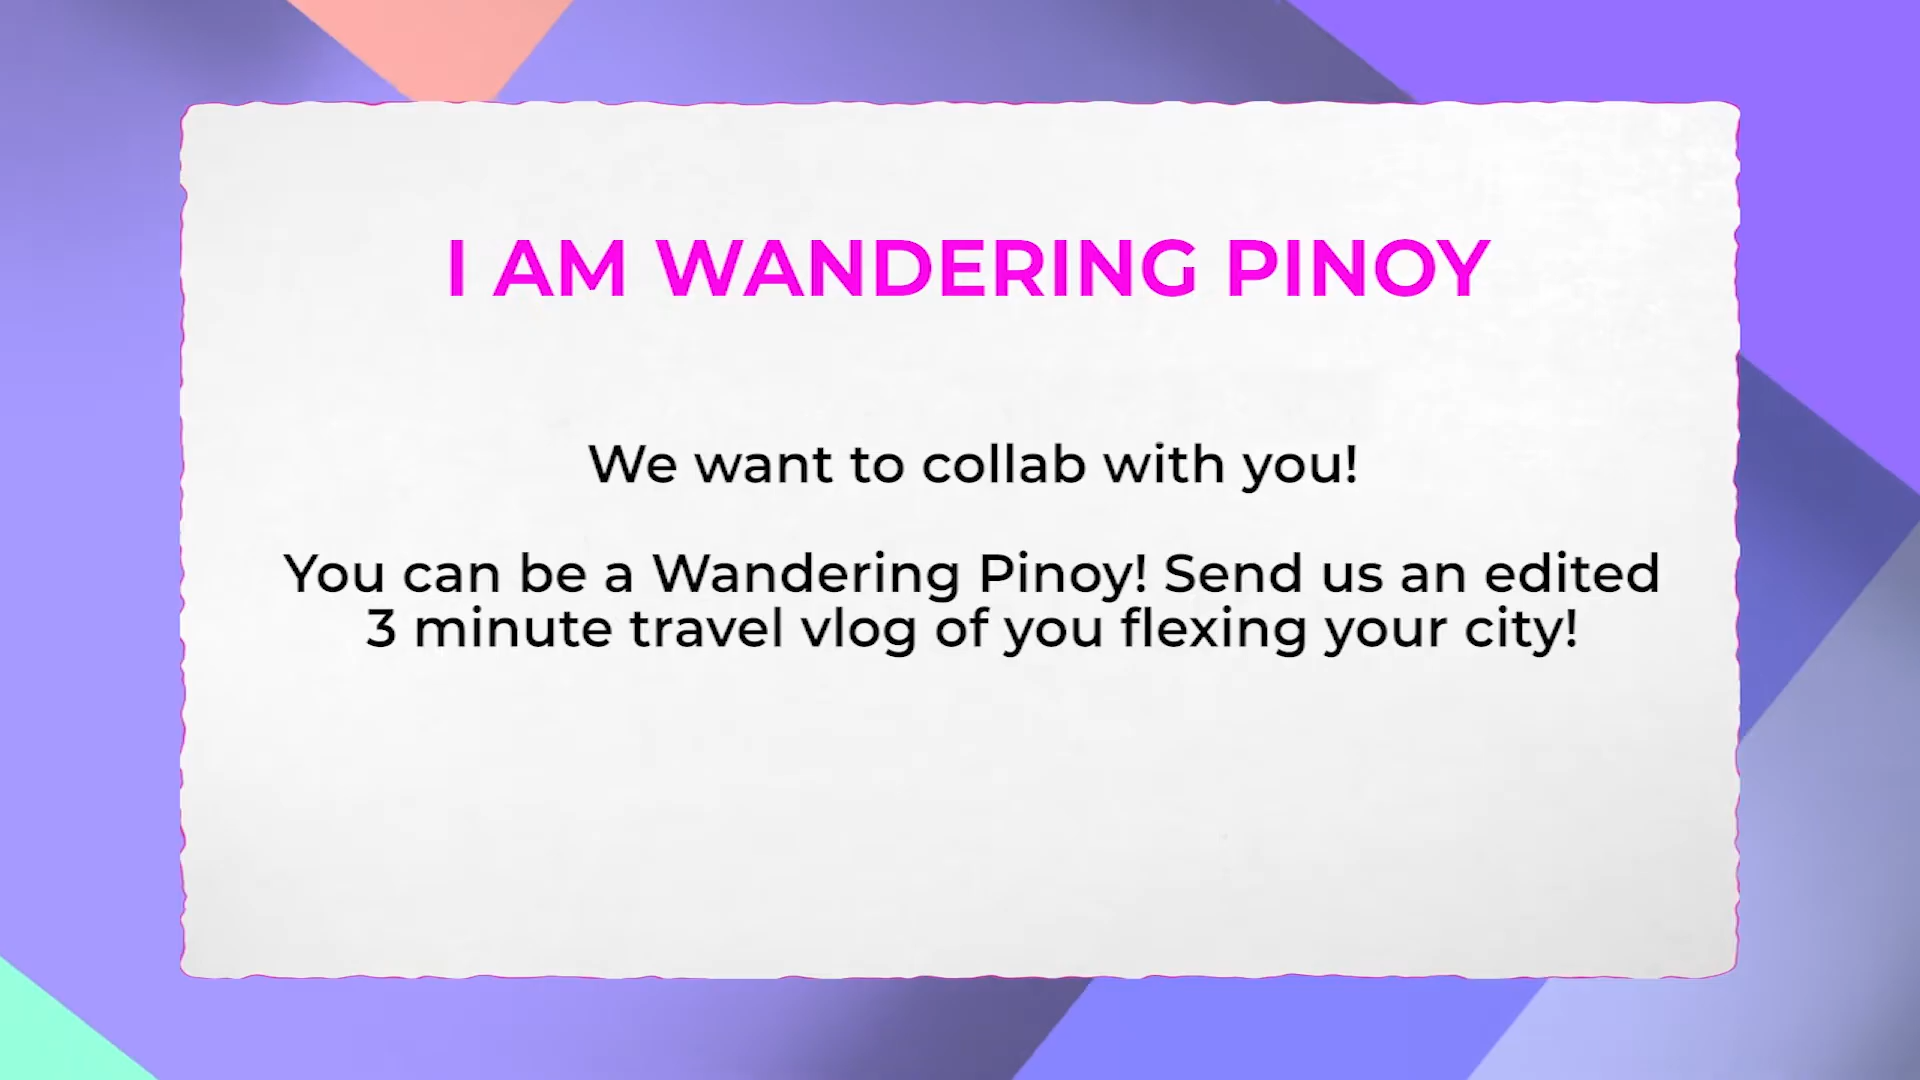 I AM WANDERING PINOY
We want to collab with you!
You can be a Wandering Pinoy! Send us an edited
3 minute travel vlog of you flexing your city!